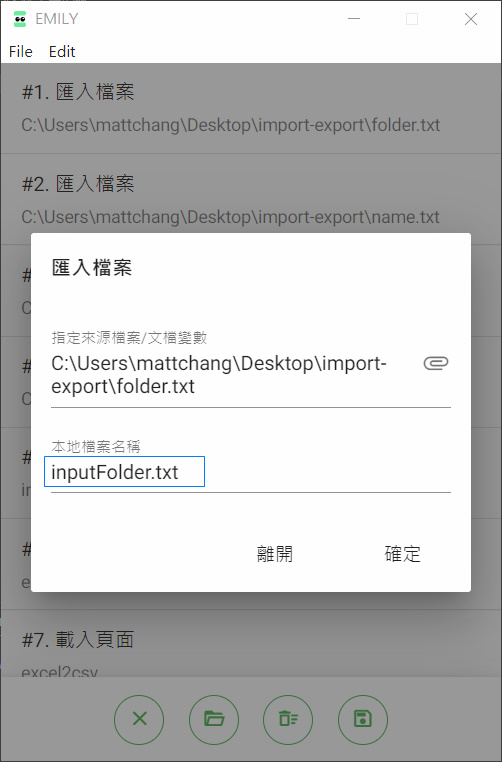 EMILY
File Edit
#1. 匯入檔案
C:\Users\mattchang\Desktop\import-export\folder.txt
#2. 匯入檔案
C:\Users\mattchang\Desktop\import-export\name.txt
匯入檔案
指定來源檔案/文檔變數
C:\Users\mattchang\Desktop\import-
export\folder.txt
本地檔案名稱
inputFolder.txt
離開 確定
#7. 載入頁面
excel2csv